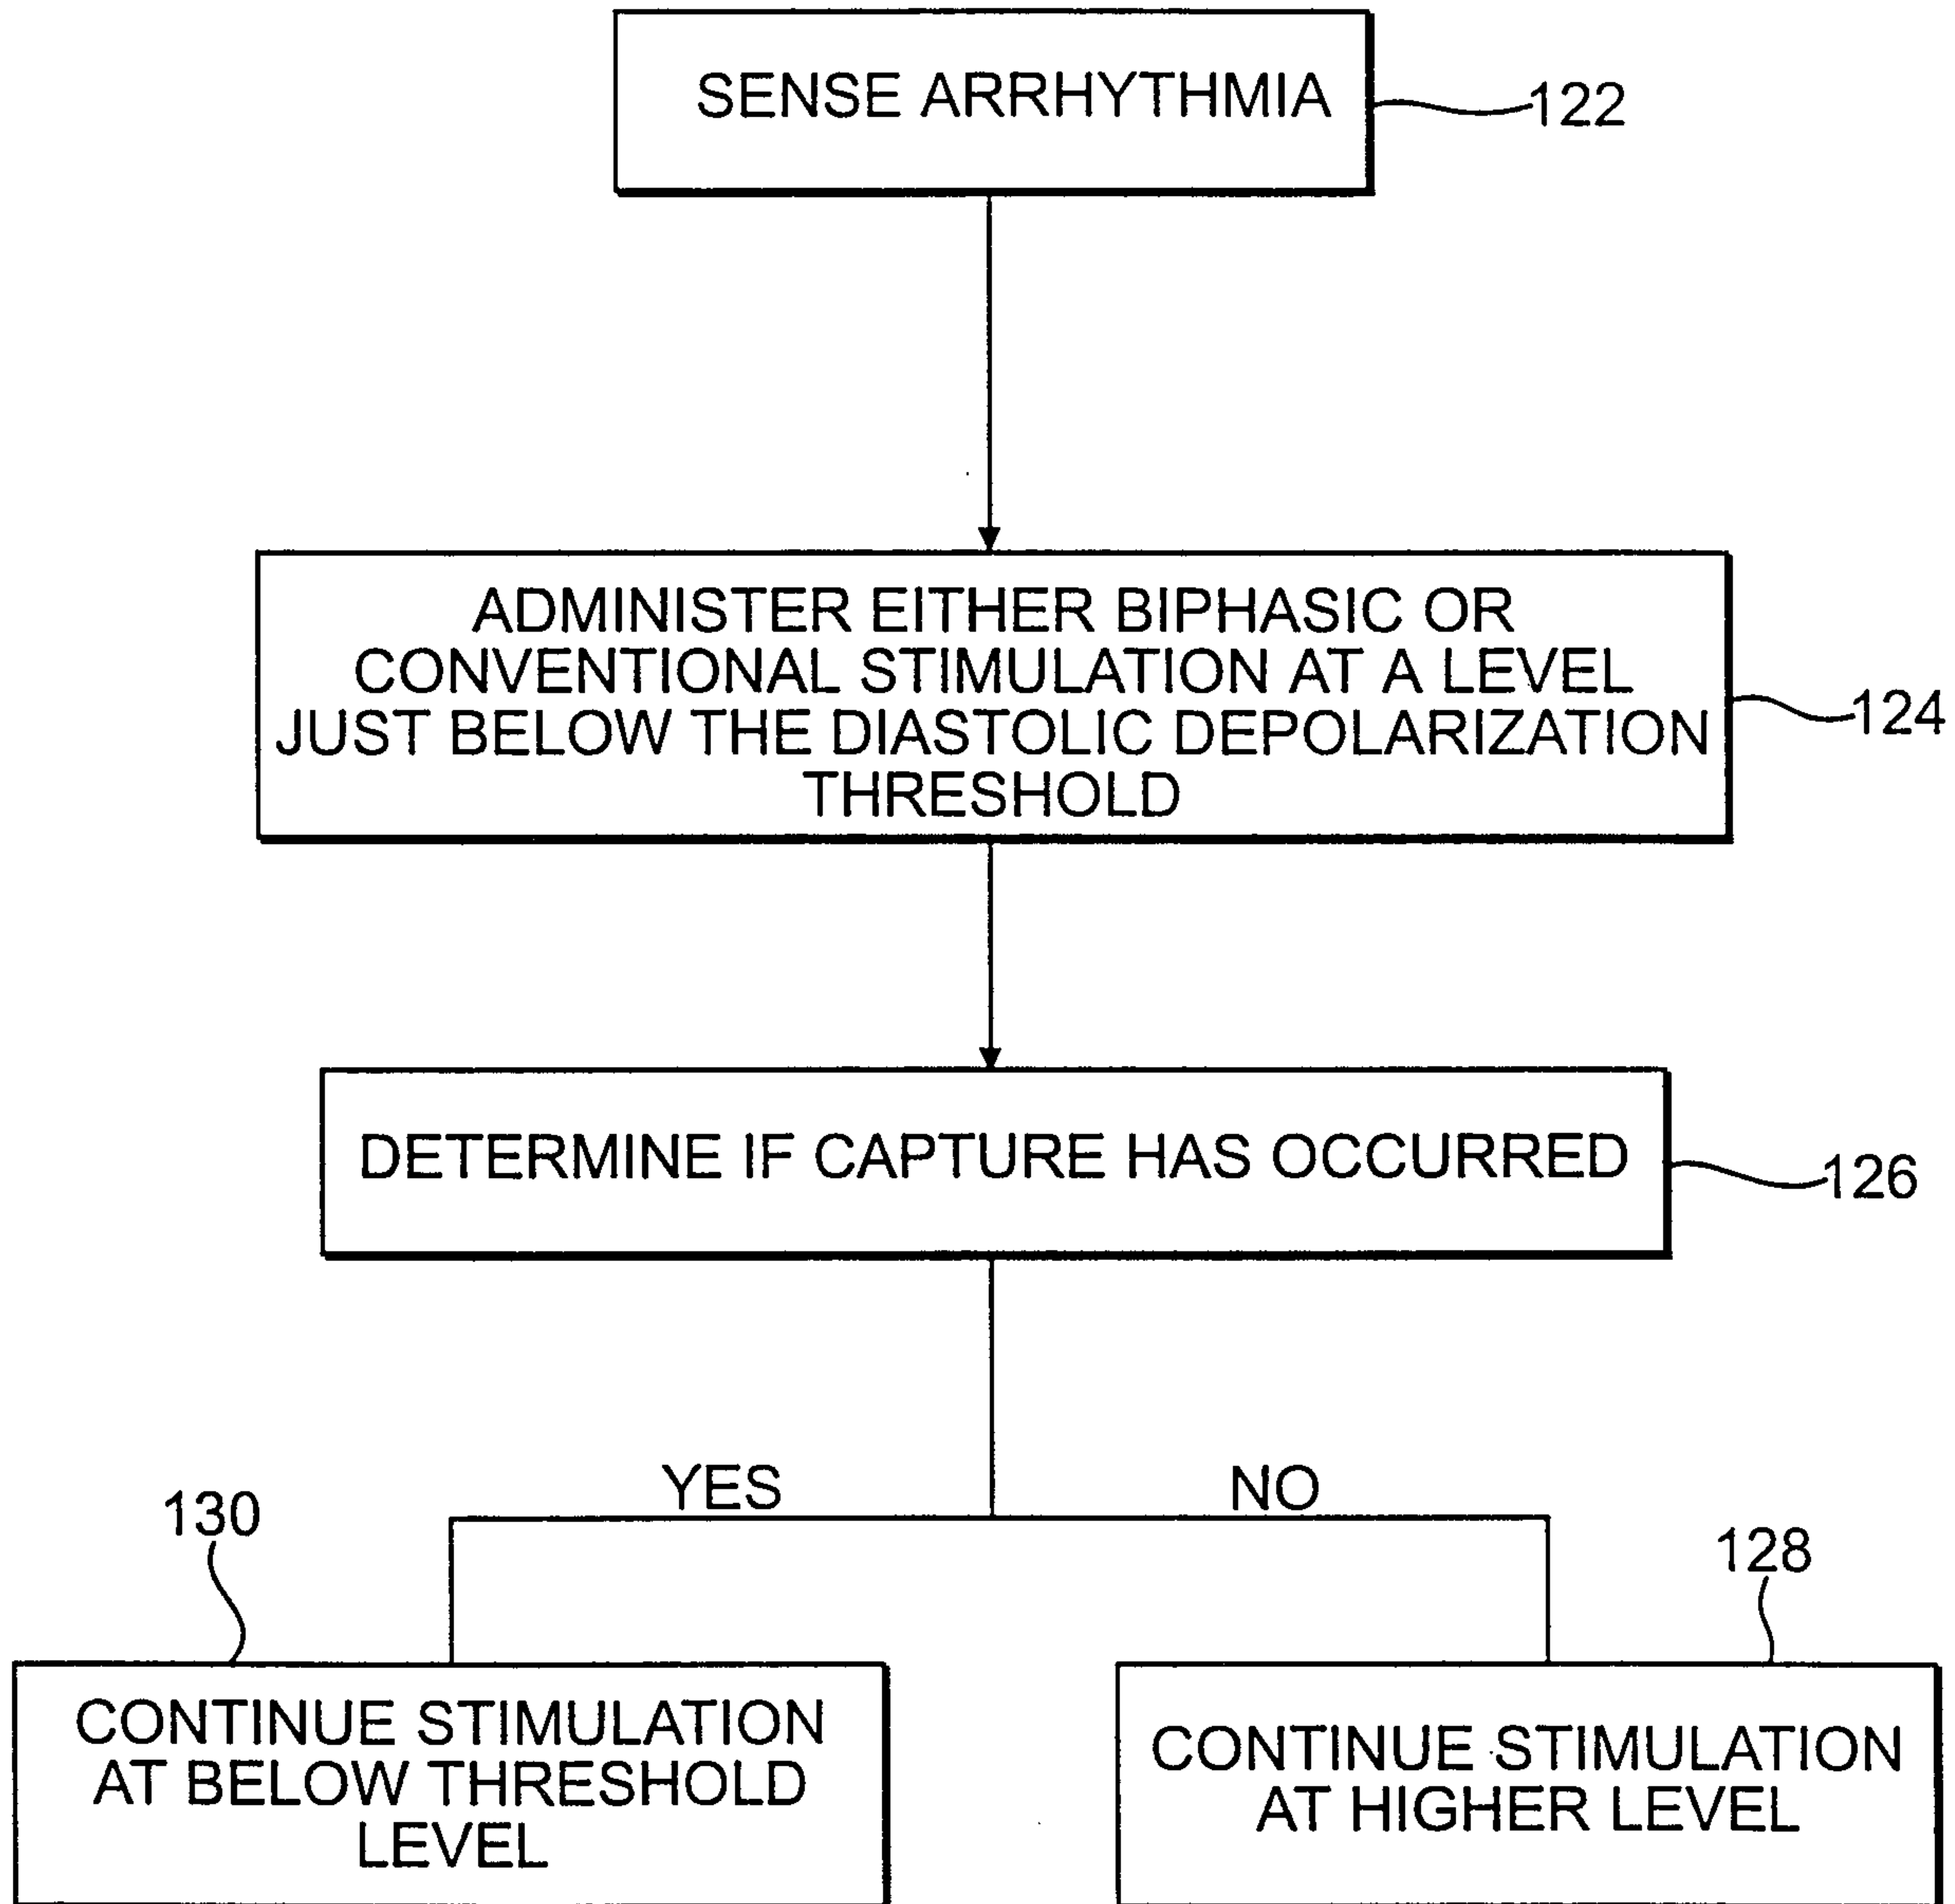 SENSE ARRHYTHMIA
122
ADMINISTER EITHER BIPHASIC OR
CONVENTIONAL STIMULATION AT A LEVEL
JUST BELOW THE DIASTOLIC DEPOLARIZATION
THRESHOLD
124
DETERMINE IF CAPTURE HAS OCCURRED
126
YES
NO
130
128
CONTINUE STIMULATION
AT BELOW THRESHOLD
LEVEL
CONTINUE STIMULATION
AT HIGHER LEVEL